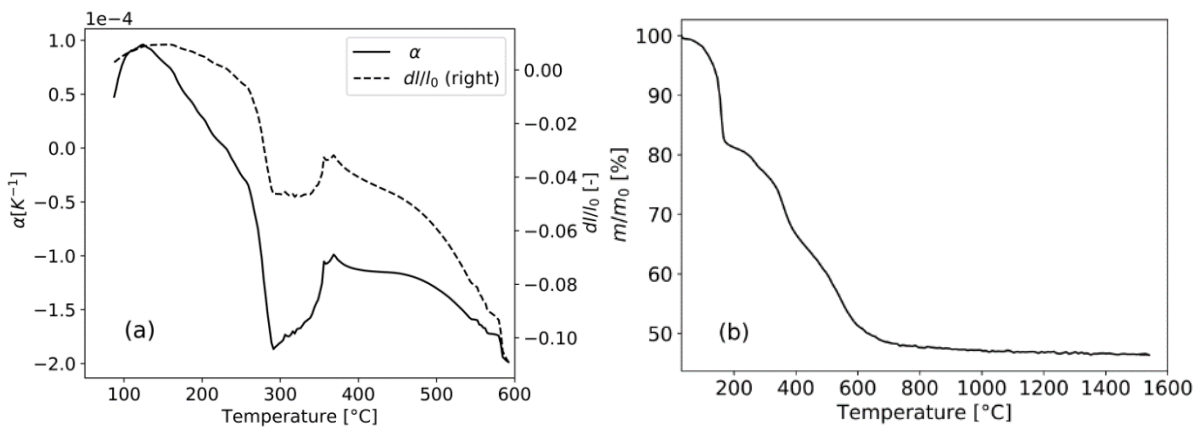 1e−4
1.0
0.5
0.0
−0.5
−1.0
−1.5
−2.0
α[K⁻¹]
α
dl/l₀ (right)
(a)
0.00
−0.02
−0.04
−0.06
−0.08
−0.10
dl/l₀ [-]
100 200 300 400 500 600
Temperature [°C]
100
90
80
70
60
50
m/m₀ [%]
(b)
200 400 600 800 1000 1200 1400 1600
Temperature [°C]